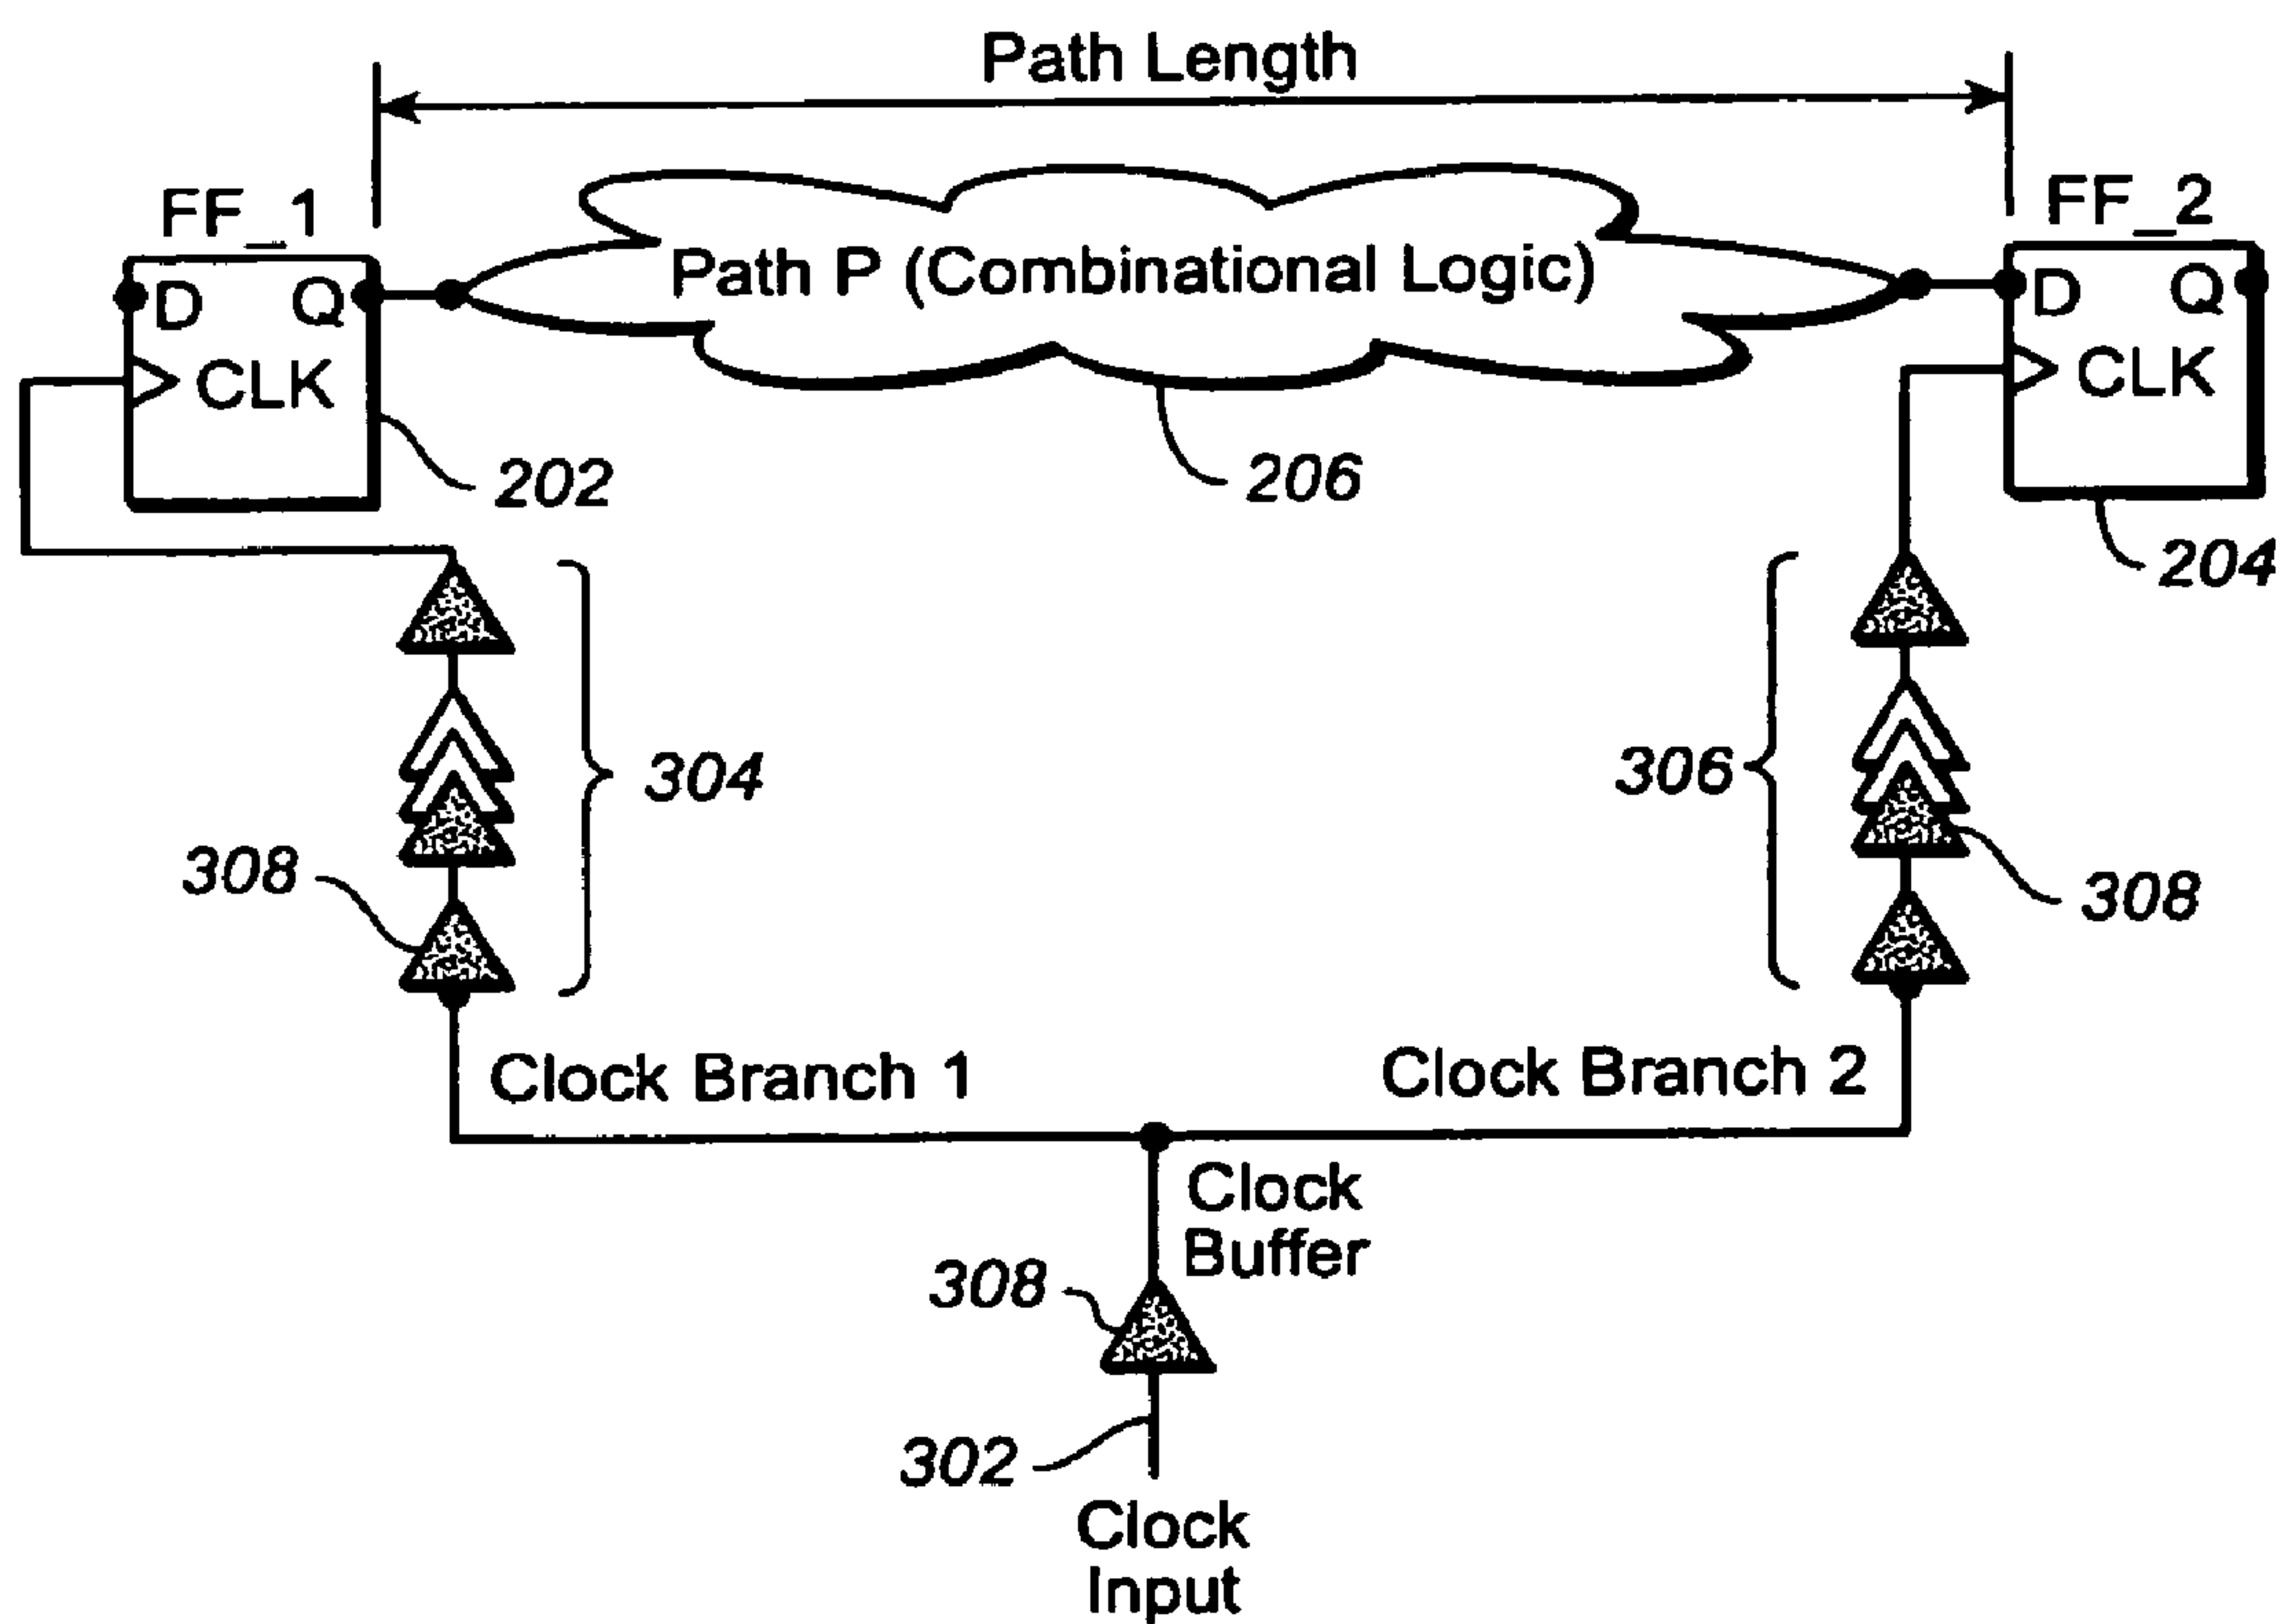 Path Length
FF_1
FF_2
D Q
Path P (Combinational Logic)
D Q
CLK
CLK
202
206
204
304
306
308
308
Clock Branch 1
Clock Branch 2
Clock
Buffer
308
302
Clock
Input